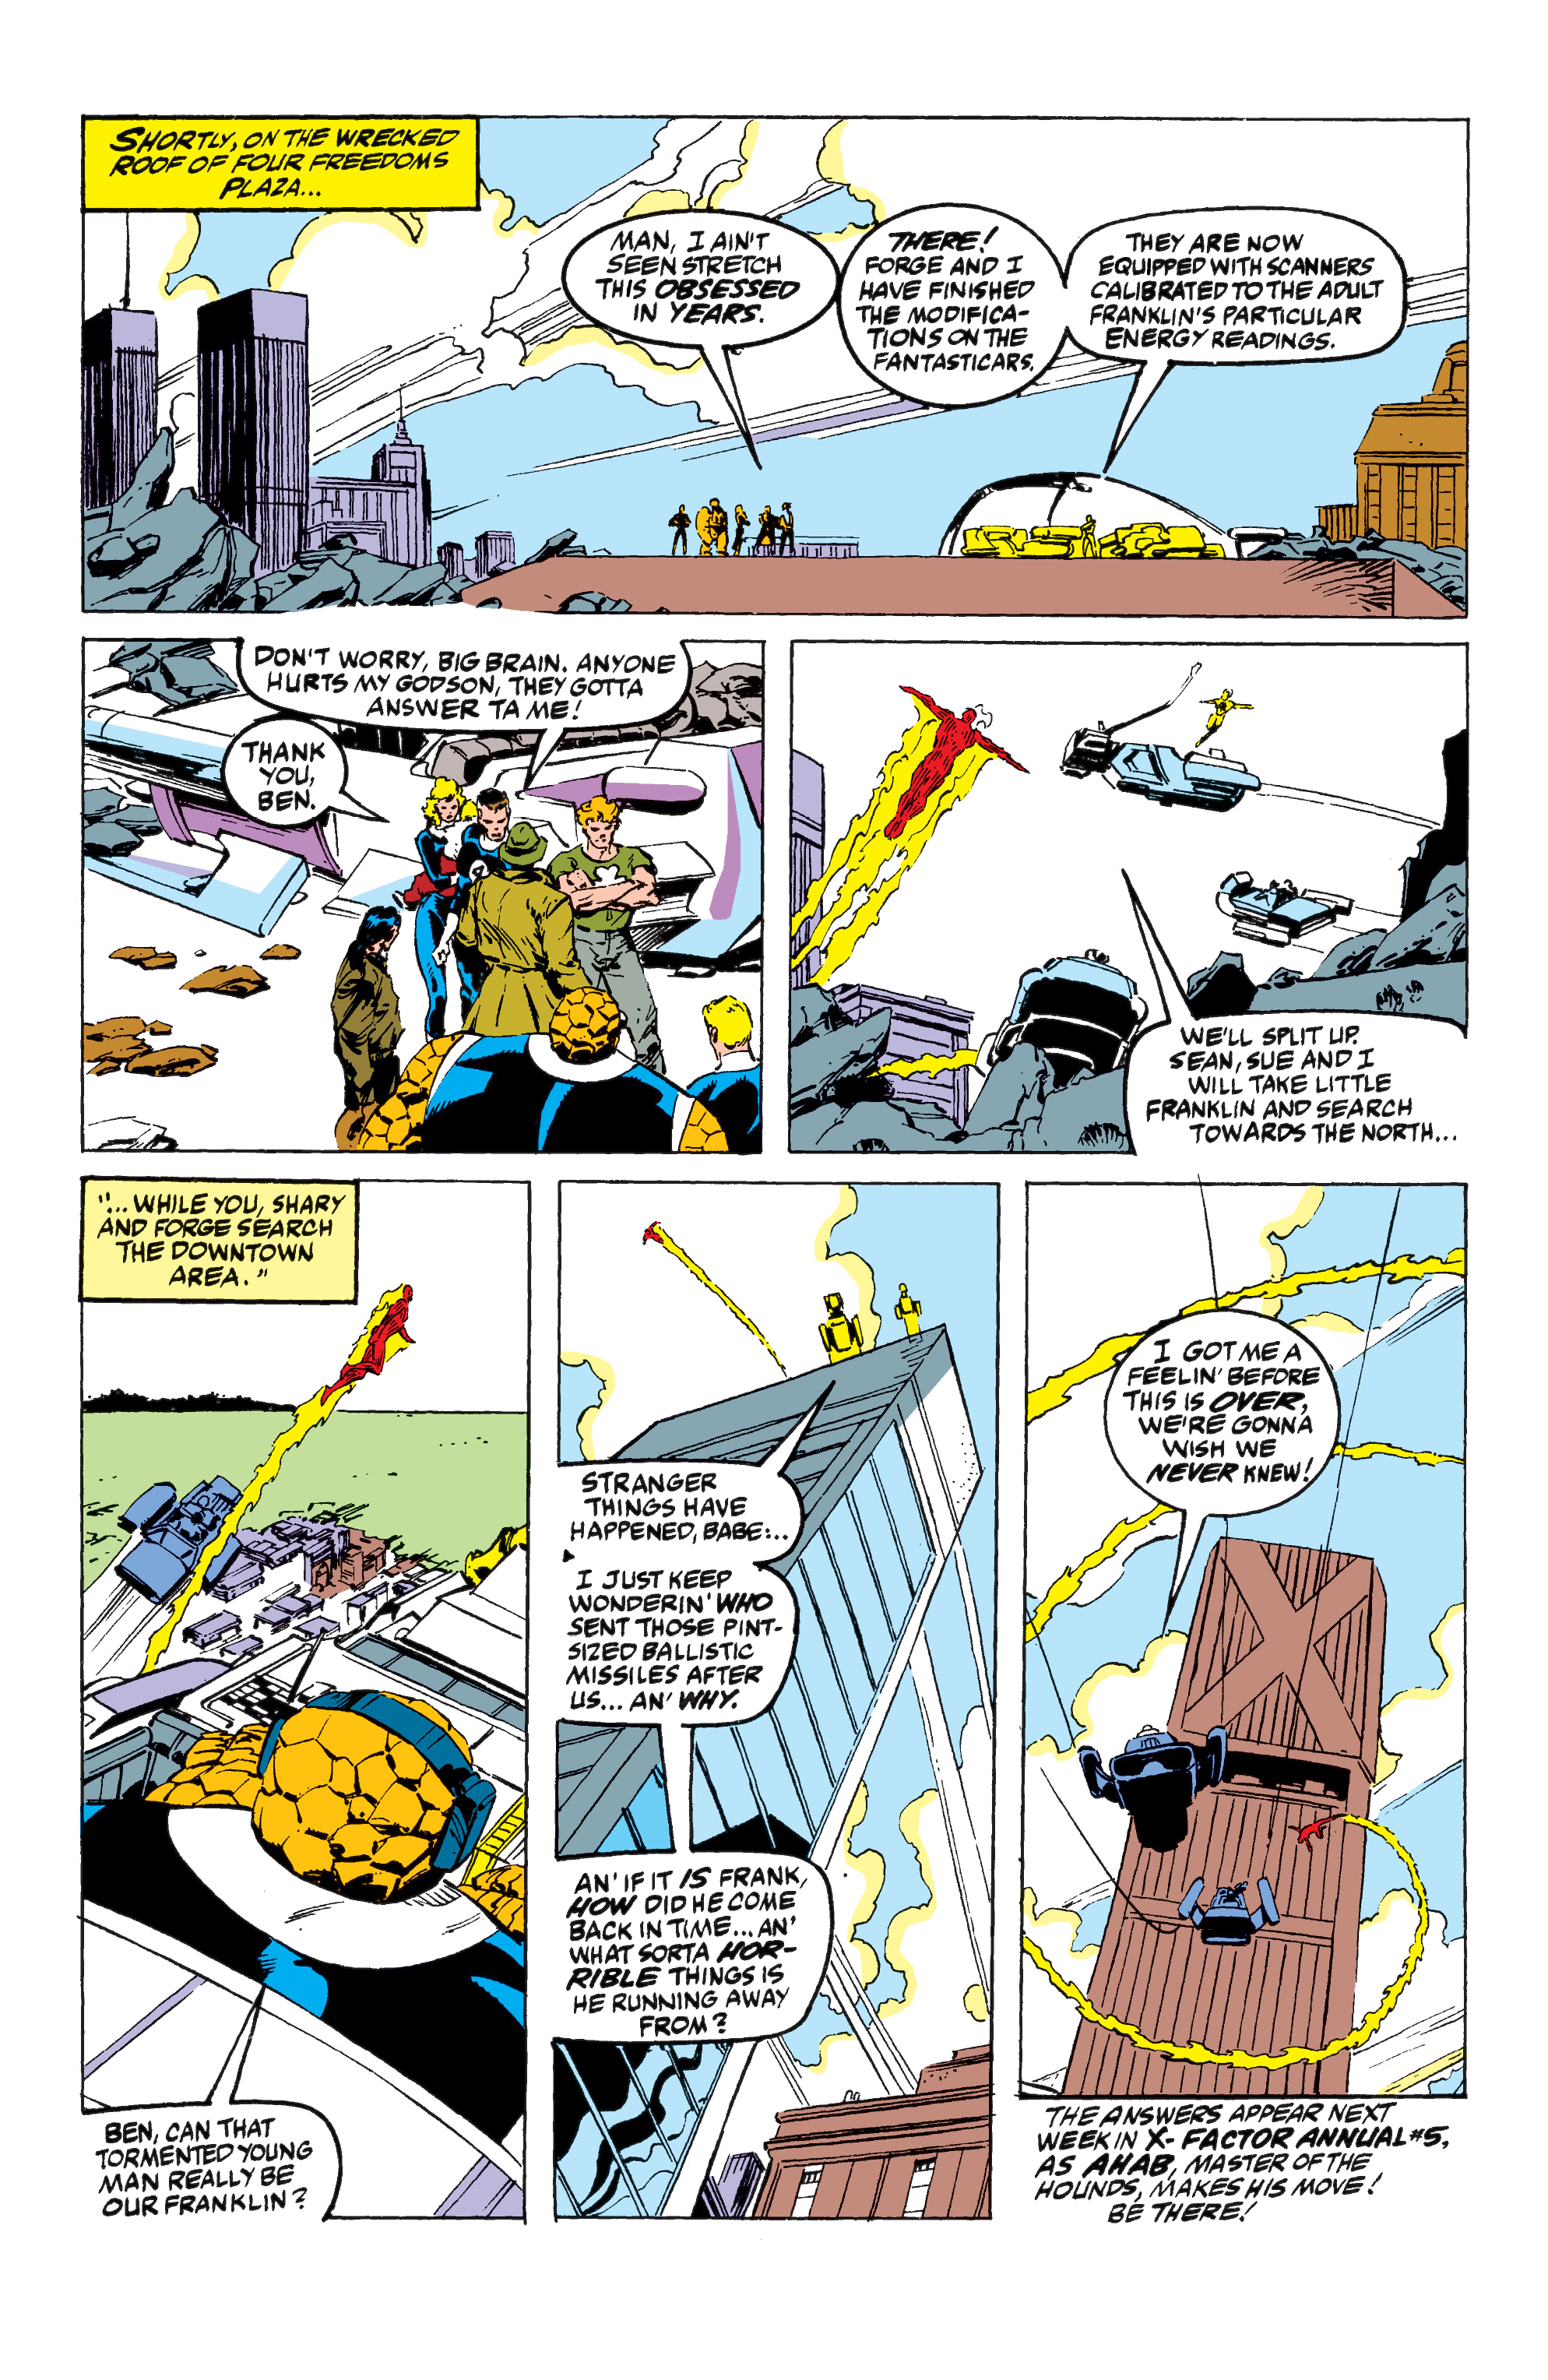 SHORTLY, ON THE WRECKED
ROOF OF FOUR FREEDOMS
PLAZA...
MAN, I AIN'T
SEEN STRETCH
THIS OBSESSED
IN YEARS.
THERE!
FORGE AND I
HAVE FINISHED
THE MODIFICA-
TIONS ON THE
FANTASTICARS.
THEY ARE NOW
EQUIPPED WITH SCANNERS
CALIBRATED TO THE ADULT
FRANKLIN'S PARTICULAR
ENERGY READINGS.
DON'T WORRY, BIG BRAIN. ANYONE
HURTS MY GODSON, THEY GOTTA
ANSWER TA ME!
THANK
YOU,
BEN.
WE'LL SPLIT UP.
SEAN, SUE AND I
WILL TAKE LITTLE
FRANKLIN AND SEARCH
TOWARDS THE NORTH...
"...WHILE YOU, SHARY
AND FORGE SEARCH
THE DOWNTOWN
AREA."
BEN, CAN THAT
TORMENTED YOUNG
MAN REALLY BE
OUR FRANKLIN?
STRANGER
THINGS HAVE
HAPPENED, BABE...
I JUST KEEP
WONDERIN' WHO
SENT THOSE PINT-
SIZED BALLISTIC
MISSILES AFTER
US... AN' WHY.
AN' IF IT IS FRANK,
HOW DID HE COME
BACK IN TIME... AN'
WHAT SORTA HOR-
RIBLE THINGS IS
HE RUNNING AWAY
FROM?
I GOT ME A
FEELIN' BEFORE
THIS IS OVER,
WE'RE GONNA
WISH WE
NEVER KNEW!
THE ANSWERS APPEAR NEXT
WEEK IN X-FACTOR ANNUAL #5,
AS AHAB, MASTER OF THE
HOUNDS, MAKES HIS MOVE!
BE THERE!